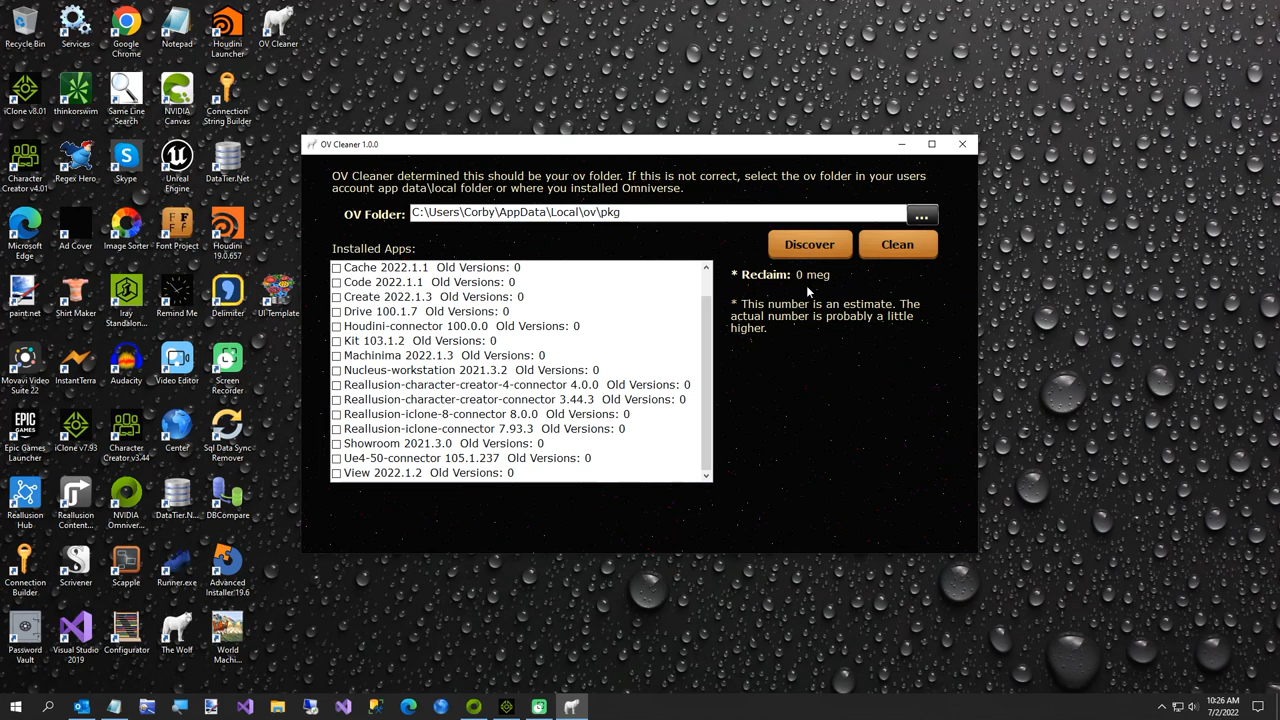 Recycle Bin
Services
Google Chrome
Notepad
Houdini Launcher
OV Cleaner
iClone v8.01
thinkorswim
Same Line Search
NVIDIA Canvas
Connection String Builder
Character Creator v4.01
Regex Hero
Skype
Unreal Engine
DataTier.Net
Microsoft Edge
Ad Cover
Image Sorter
Font Project
Houdini 19.0.657
paint.net
Shirt Maker
Iray Standalon...
Remind Me
Delimiter
UI Template
Movavi Video Suite 22
InstantTerra
Audacity
Video Editor
Screen Recorder
Epic Games Launcher
iClone v7.93
Character Creator v3.44
Center
Sql Data Sync Remover
Reallusion Hub
Reallusion Content...
NVIDIA Omniver...
DataTier.N...
DBCompare
Connection Builder
Scrivener
Scapple
Runner.exe
Advanced Installer 19.6
Password Vault
Visual Studio 2019
Configurator
The Wolf
World Machi...
OV Cleaner 1.0.0
OV Cleaner determined this should be your ov folder. If this is not correct, select the ov folder in your users
account app data\local folder or where you installed Omniverse.
OV Folder: C:\Users\Corby\AppData\Local\ov\pkg ...
Discover Clean
Installed Apps:
Cache 2022.1.1 Old Versions: 0
Code 2022.1.1 Old Versions: 0
Create 2022.1.3 Old Versions: 0
Drive 100.1.7 Old Versions: 0
Houdini-connector 100.0.0 Old Versions: 0
Kit 103.1.2 Old Versions: 0
Machinima 2022.1.3 Old Versions: 0
Nucleus-workstation 2021.3.2 Old Versions: 0
Reallusion-character-creator-4-connector 4.0.0 Old Versions: 0
Reallusion-character-creator-connector 3.44.3 Old Versions: 0
Reallusion-iclone-8-connector 8.0.0 Old Versions: 0
Reallusion-iclone-connector 7.93.3 Old Versions: 0
Showroom 2021.3.0 Old Versions: 0
Ue4-50-connector 105.1.237 Old Versions: 0
View 2022.1.2 Old Versions: 0
* Reclaim: 0 meg
* This number is an estimate. The
actual number is probably a little
higher.
10:26 AM
7/2/2022